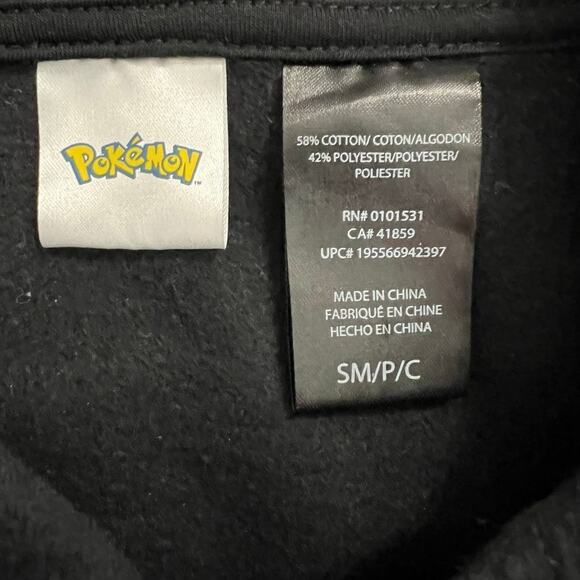 Pokémon
TM
58% COTTON/ COTON/ALGODON
42% POLYESTER/POLYESTER/
POLIESTER
RN# 0101531
CA# 41859
UPC# 195566942397
MADE IN CHINA
FABRIQUÉ EN CHINE
HECHO EN CHINA
SM/P/C